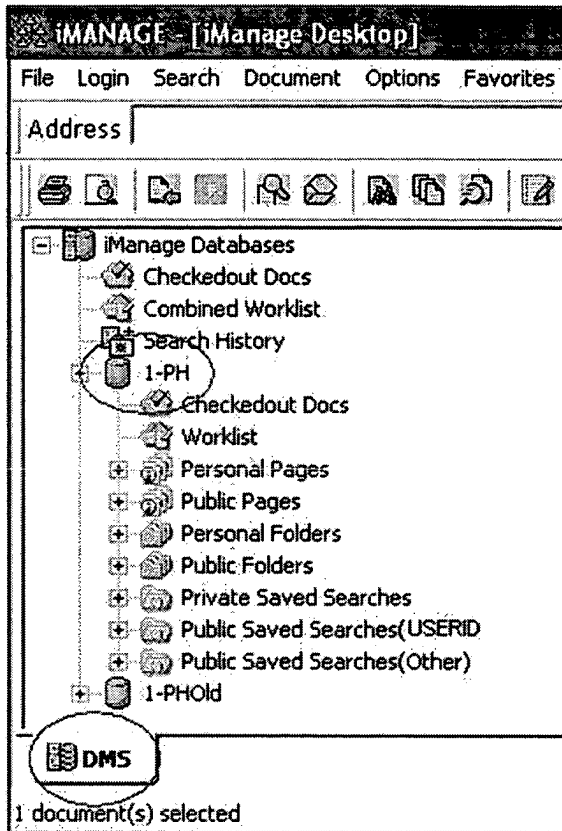 iMANAGE - [iManage Desktop]
File Login Search Document Options Favorites
Address
iManage Databases
Checkedout Docs
Combined Worklist
Search History
1-PH
Checkedout Docs
Worklist
Personal Pages
Public Pages
Personal Folders
Public Folders
Private Saved Searches
Public Saved Searches(USERID
Public Saved Searches(Other)
1-PHOld
DMS
1 document(s) selected